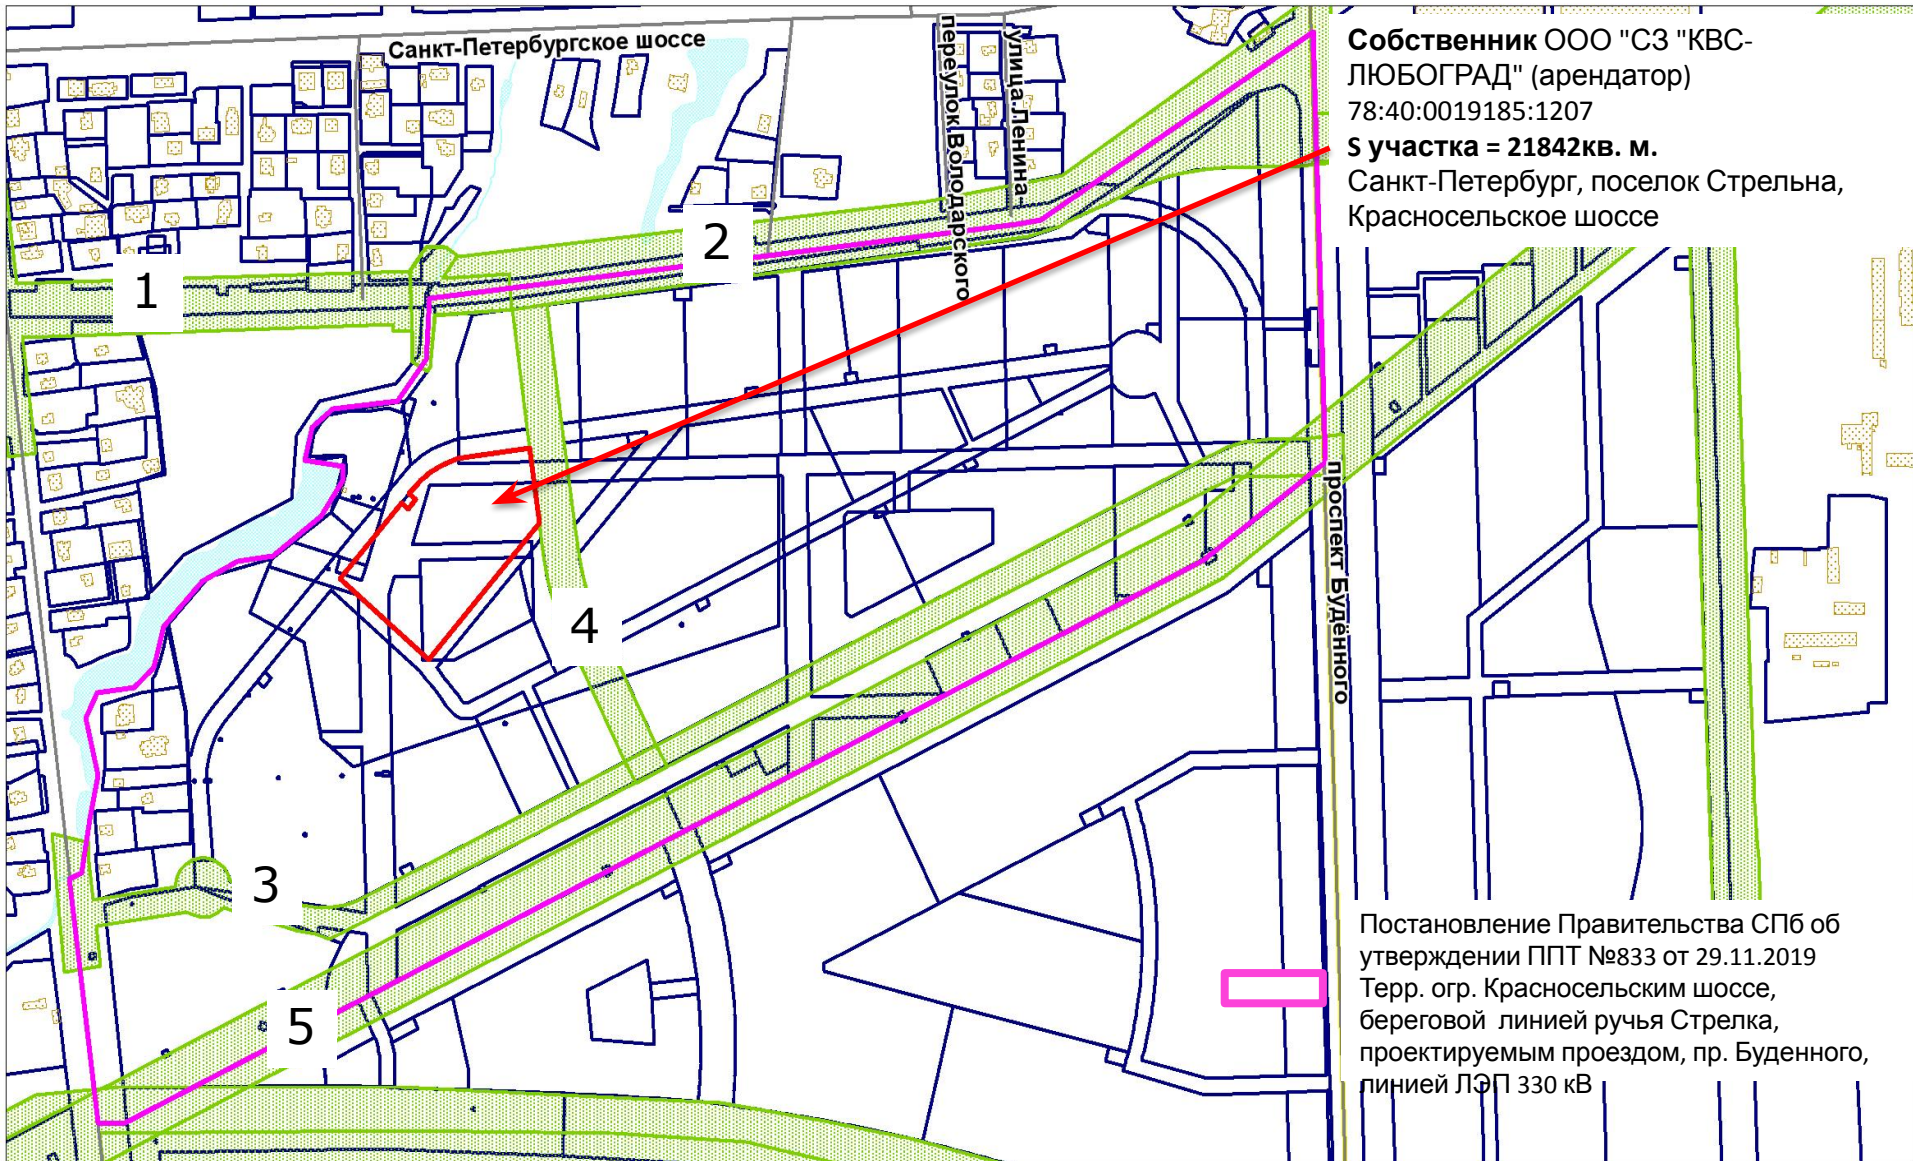 Санкт-Петербургское шоссе
переулок Володарского
улица Ленина
Собственник ООО "СЗ "КВС-
ЛЮБОГРАД" (арендатор)
78:40:0019185:1207
S участка = 21842кв. м.
Санкт-Петербург, поселок Стрельна,
Красносельское шоссе
1
2
4
3
5
проспект Будённого
Постановление Правительства СПб об
утверждении ППТ №833 от 29.11.2019
Терр. огр. Красносельским шоссе,
береговой линией ручья Стрелка,
проектируемым проездом, пр. Буденного,
линией ЛЭП 330 кВ